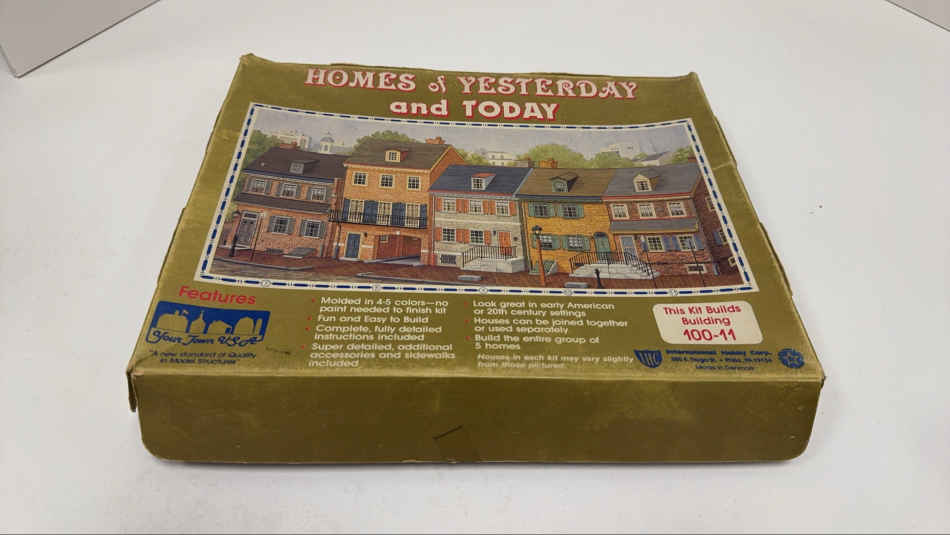 HOMES of YESTERDAY
and TODAY
Features
Your Town U.S.A
"A new standard of Quality
in Model Structures"
Molded in 4-5 colors—no
paint needed to finish kit
Fun and Easy to Build
Complete, fully detailed
instructions included
Super detailed, additional
accessories and sidewalks
included
Look great in early American
or 20th century settings
Houses can be joined together
or used separately
Build the entire group of
5 homes
Houses in each kit may vary slightly
from those pictured.
This Kit Builds
Building
100-11
IHC
International Hobby Corp.
Phila. PA 19134
Made in Denmark